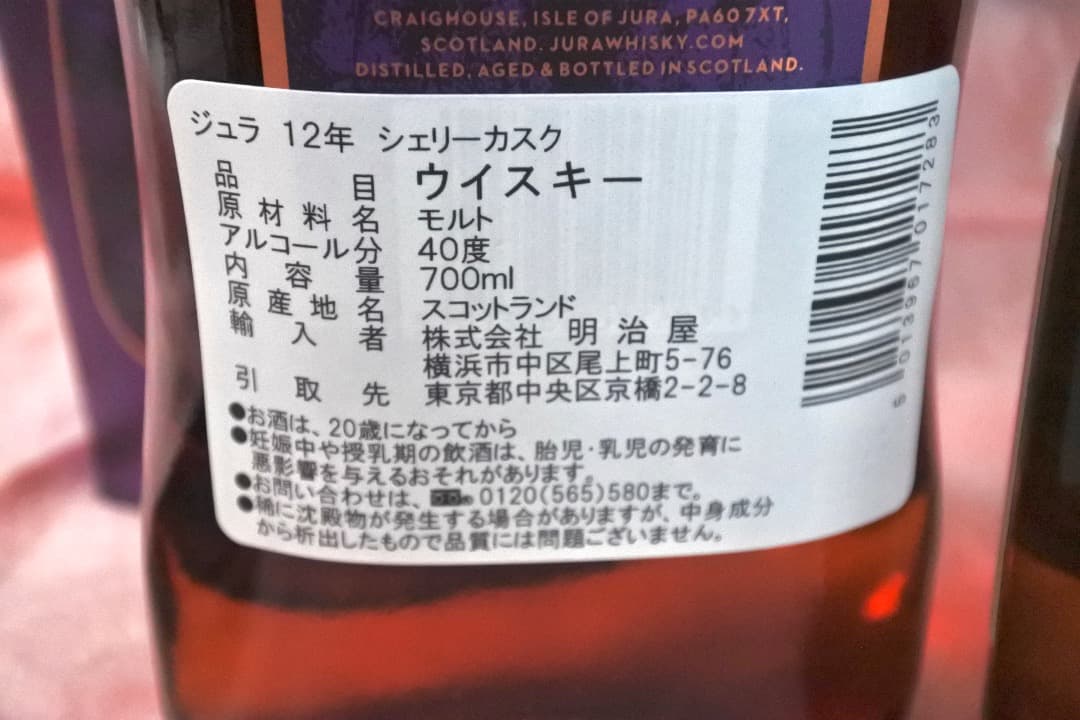 CRAIGHOUSE, ISLE OF JURA, PA60 7XT,
SCOTLAND. JURAWHISKY.COM
DISTILLED, AGED & BOTTLED IN SCOTLAND.
ジュラ 12年 シェリーカスク
品目 ウイスキー
原材料名 モルト
アルコール分 40度
内容量 700ml
原産地名 スコットランド
輸入者 株式会社 明治屋
横浜市中区尾上町5-76
引取先 東京都中央区京橋2-2-8
●お酒は、20歳になってから
●妊娠中や授乳期の飲酒は、胎児・乳児の発育に
悪影響を与えるおそれがあります。
●お問い合わせは、 0120(565)580まで。
●稀に沈殿物が発生する場合がありますが、中身成分
から析出したもので品質には問題ございません。
5 013967 017283